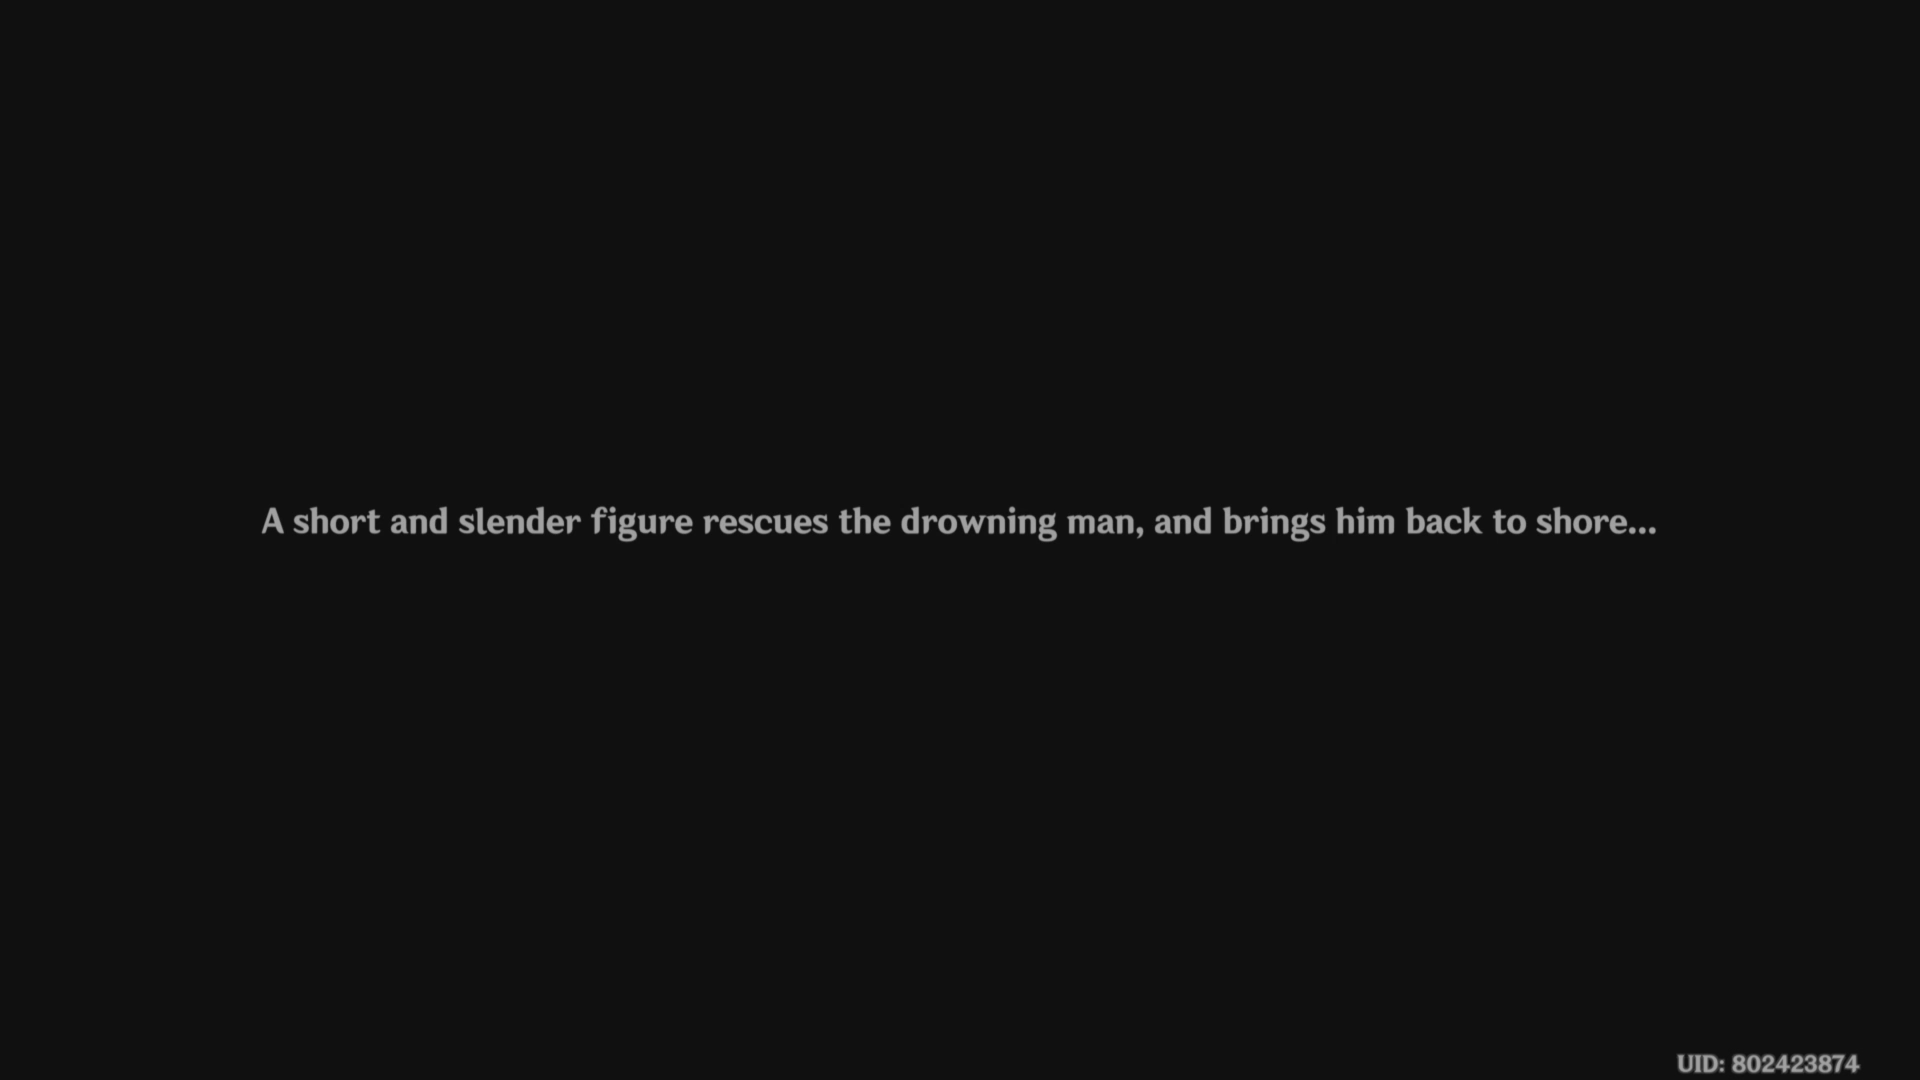 A short and slender figure rescues the drowning man, and brings him back to shore...
UID: 802423874